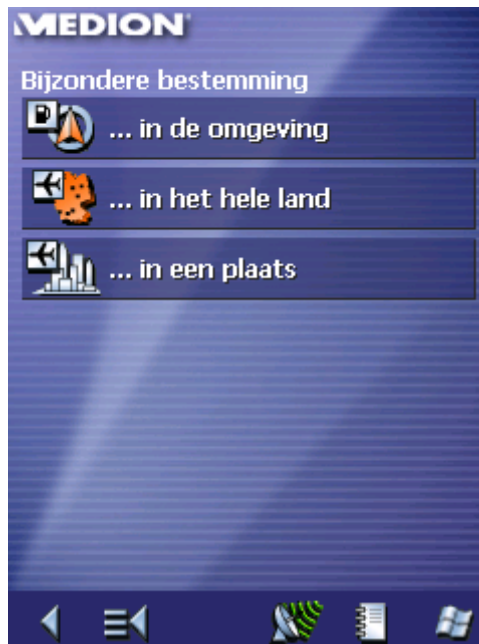 MEDION
Bijzondere bestemming
... in de omgeving
... in het hele land
... in een plaats